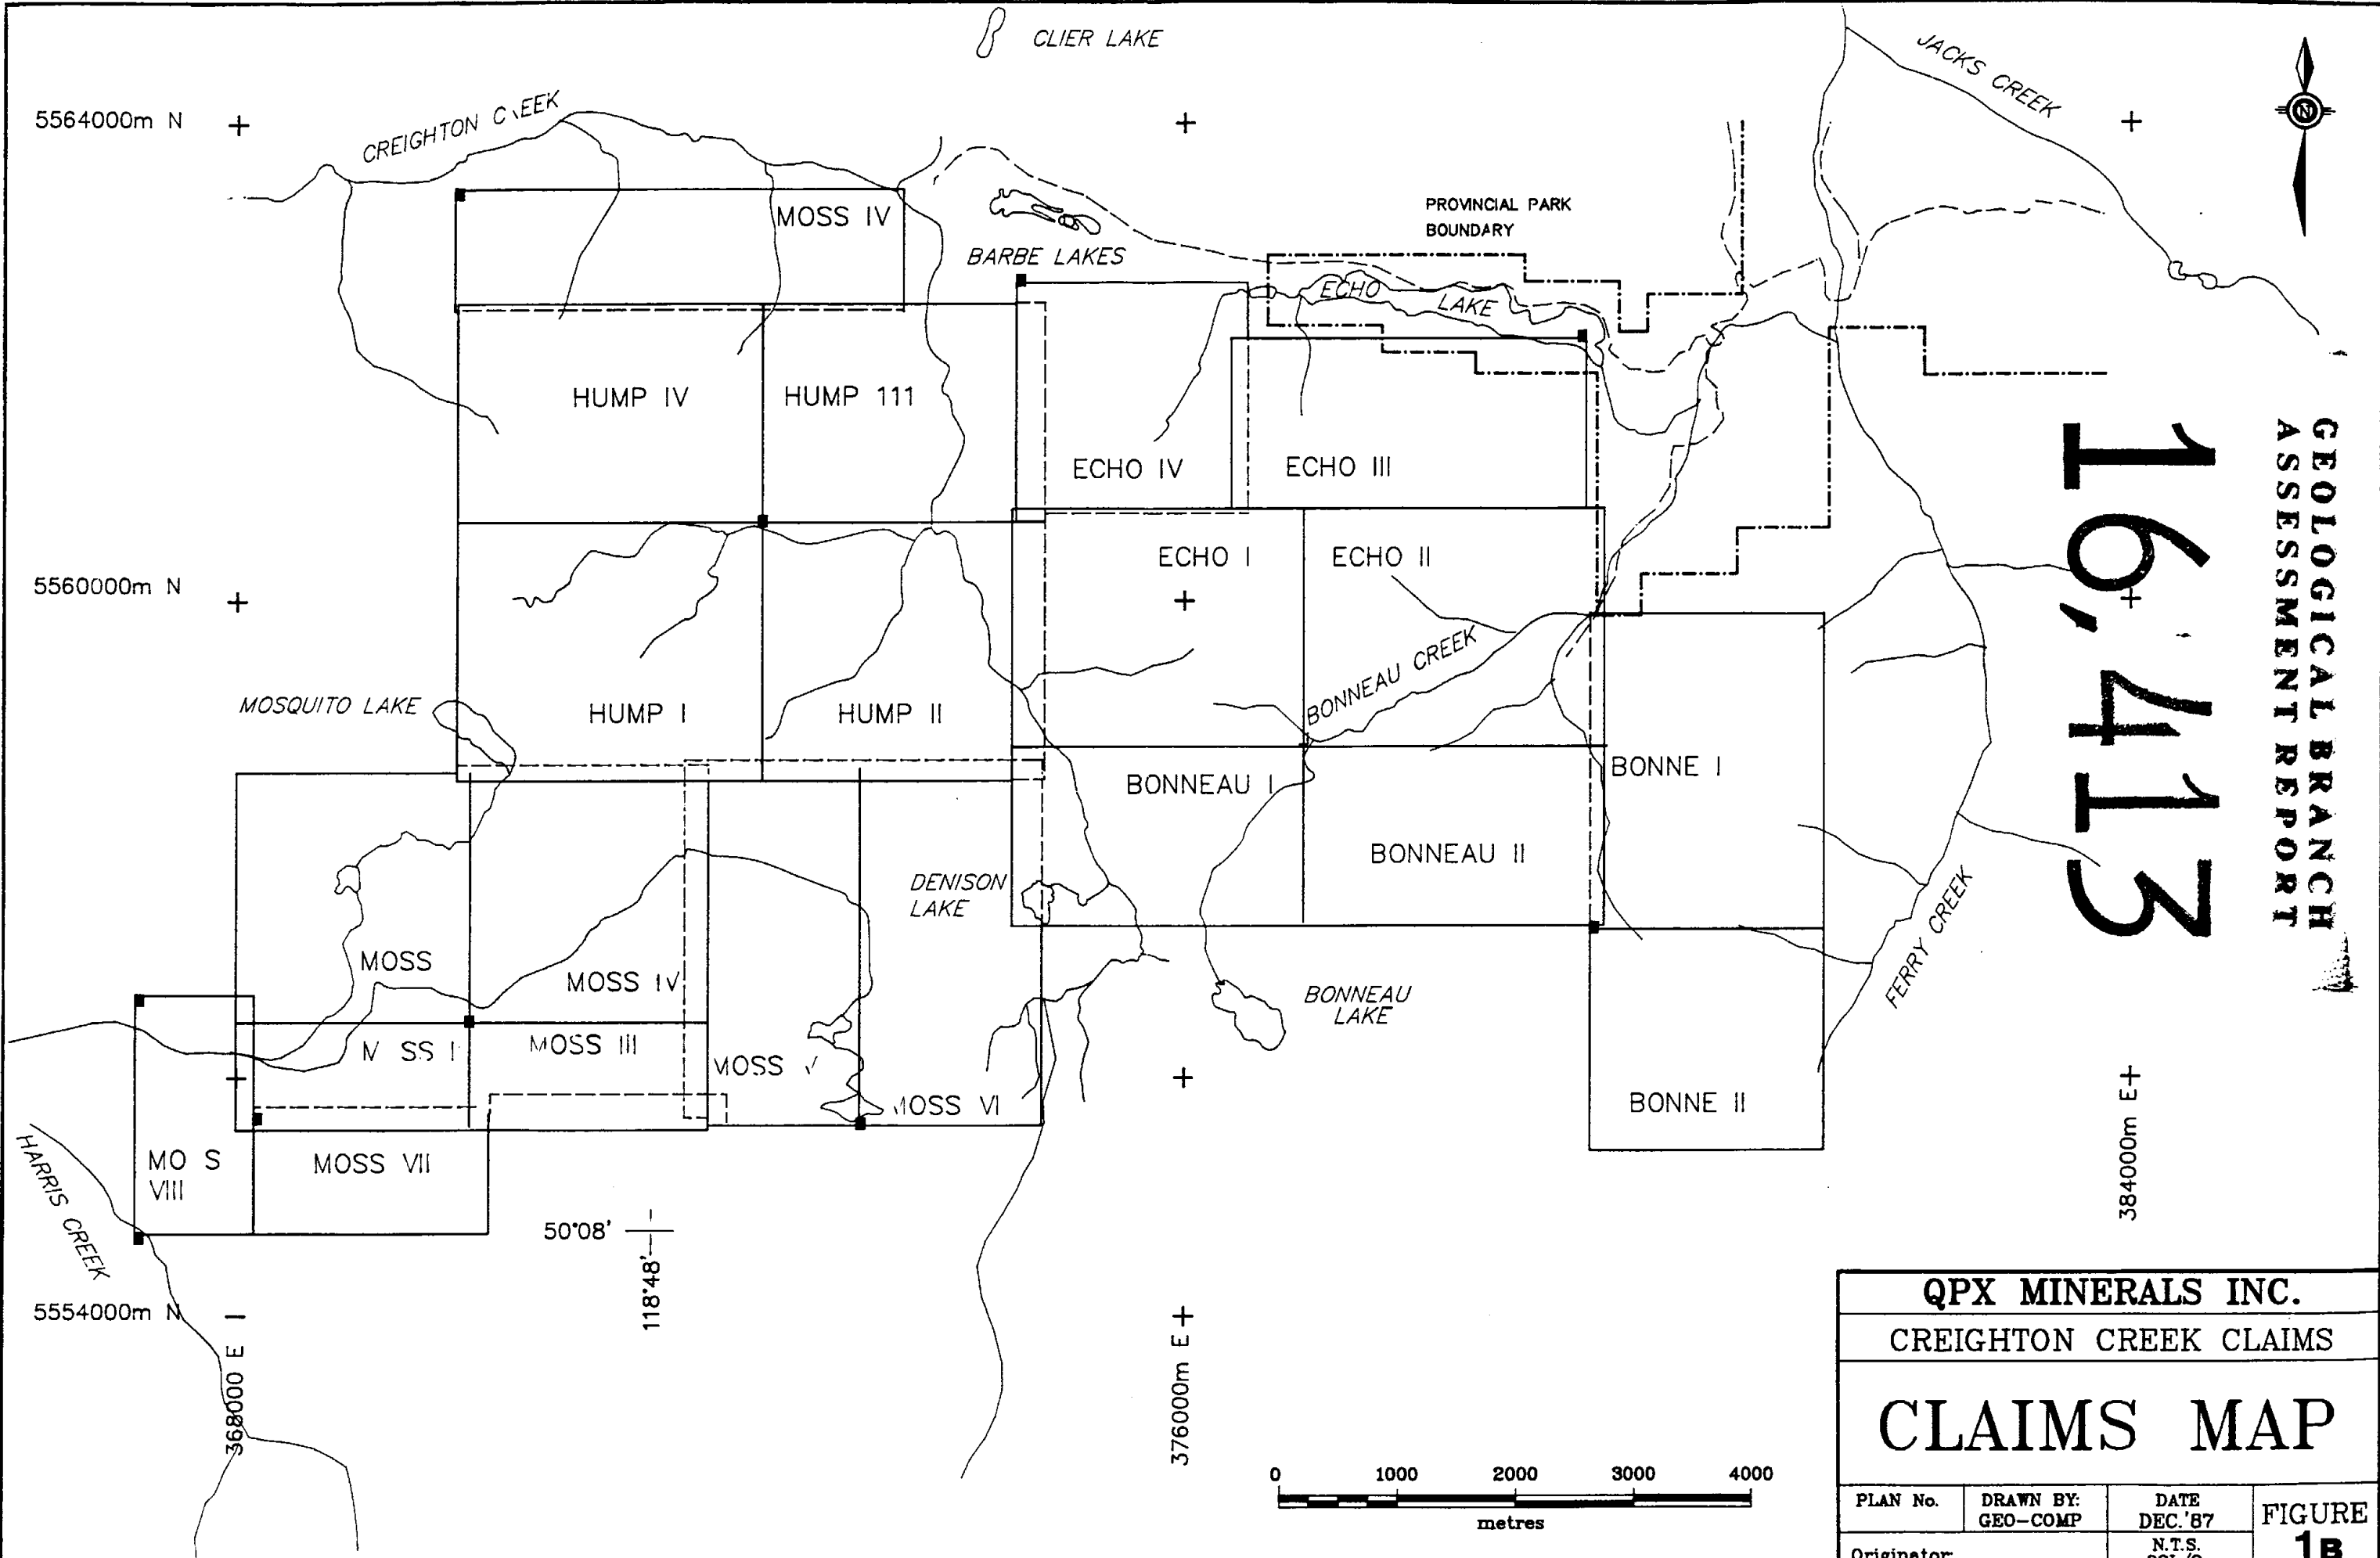 CLIER LAKE
JACKS CREEK
5564000m N
CREIGHTON C EEK
N
MOSS IV
PROVINCIAL PARK
BOUNDARY
BARBE LAKES
ECHO LAKE
HUMP IV
HUMP 111
ECHO IV
ECHO III
GEOLOGICAL BRANCH
ASSESSMENT REPORT
16,413
5560000m N
ECHO I
ECHO II
BONNEAU CREEK
MOSQUITO LAKE
HUMP I
HUMP II
BONNEAU I
BONNE I
BONNEAU II
DENISON
LAKE
MOSS
MOSS IV
FERRY CREEK
BONNEAU
LAKE
M SS I
MOSS III
MOSS V
MOSS VI
BONNE II
MO S
VIII
MOSS VII
HARRIS CREEK
50°08'
118°48'
384000m E
5554000m N
368000 E
376000m E
0 1000 2000 3000 4000
metres
QPX MINERALS INC.
CREIGHTON CREEK CLAIMS
CLAIMS MAP
PLAN No.
DRAWN BY:
GEO-COMP
DATE
DEC.'87
FIGURE
1B
Originator:
N.T.S.